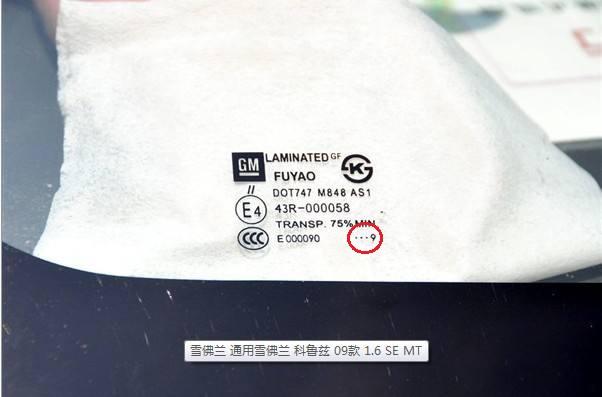 GM LAMINATED GF
FUYAO
DOT747 M848 AS1
E4 43R-000058
TRANSP. 75% MIN
CCC E000090 ···9
雪佛兰 通用雪佛兰 科鲁兹 09款 1.6 SE MT